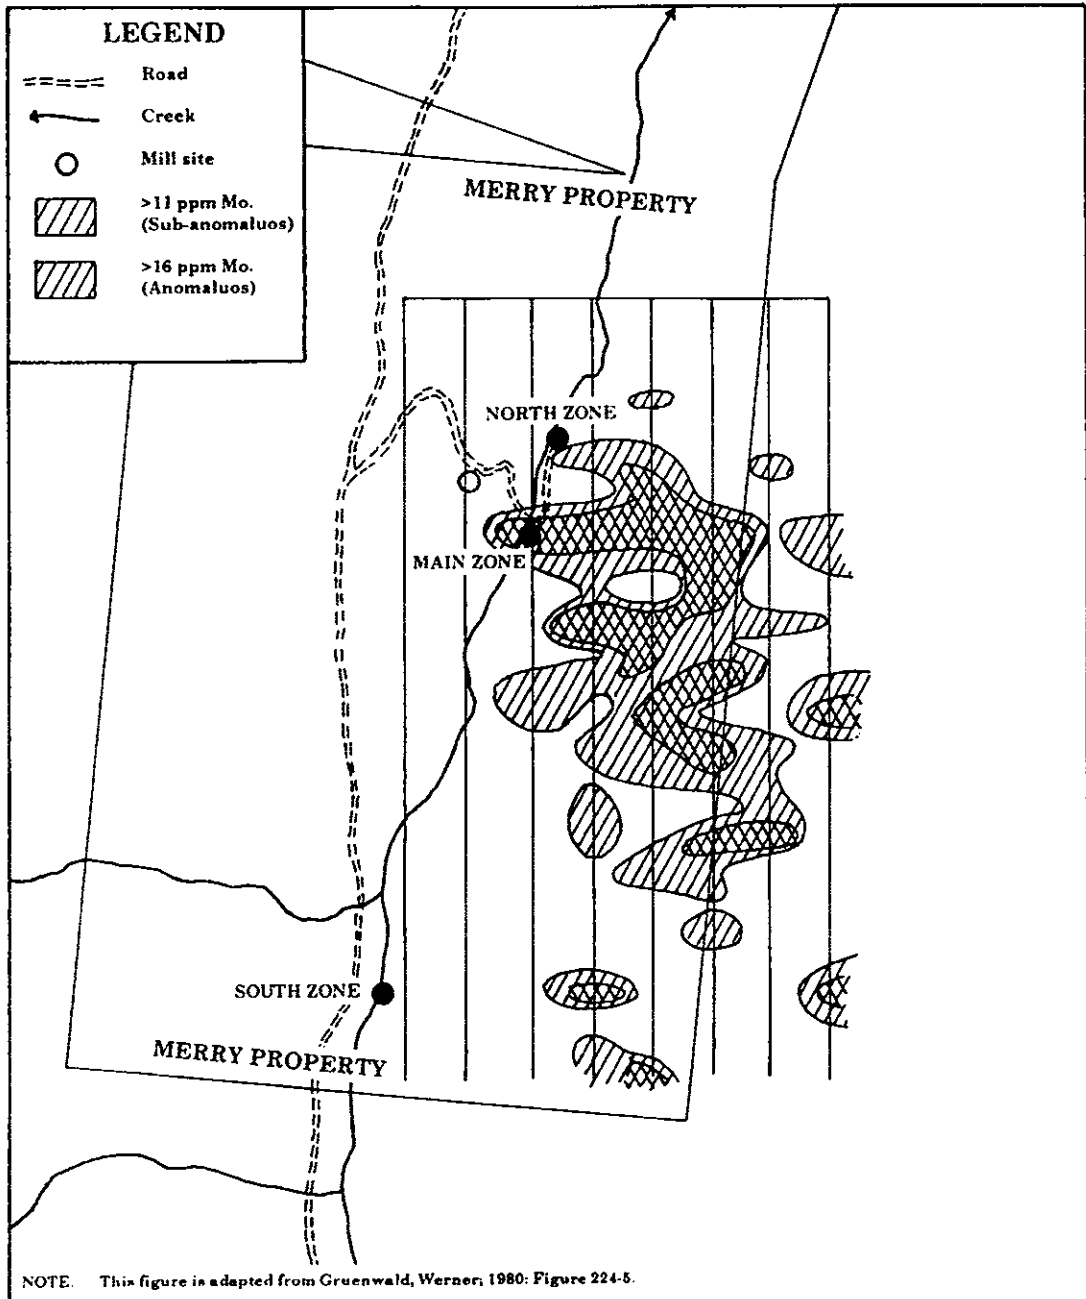 LEGEND
Road
Creek
Mill site
>11 ppm Mo.
(Sub-anomaluos)
>16 ppm Mo.
(Anomaluos)
MERRY PROPERTY
NORTH ZONE
MAIN ZONE
SOUTH ZONE
MERRY PROPERTY
NOTE. This figure is adapted from Gruenwald, Werner; 1980: Figure 224-5.